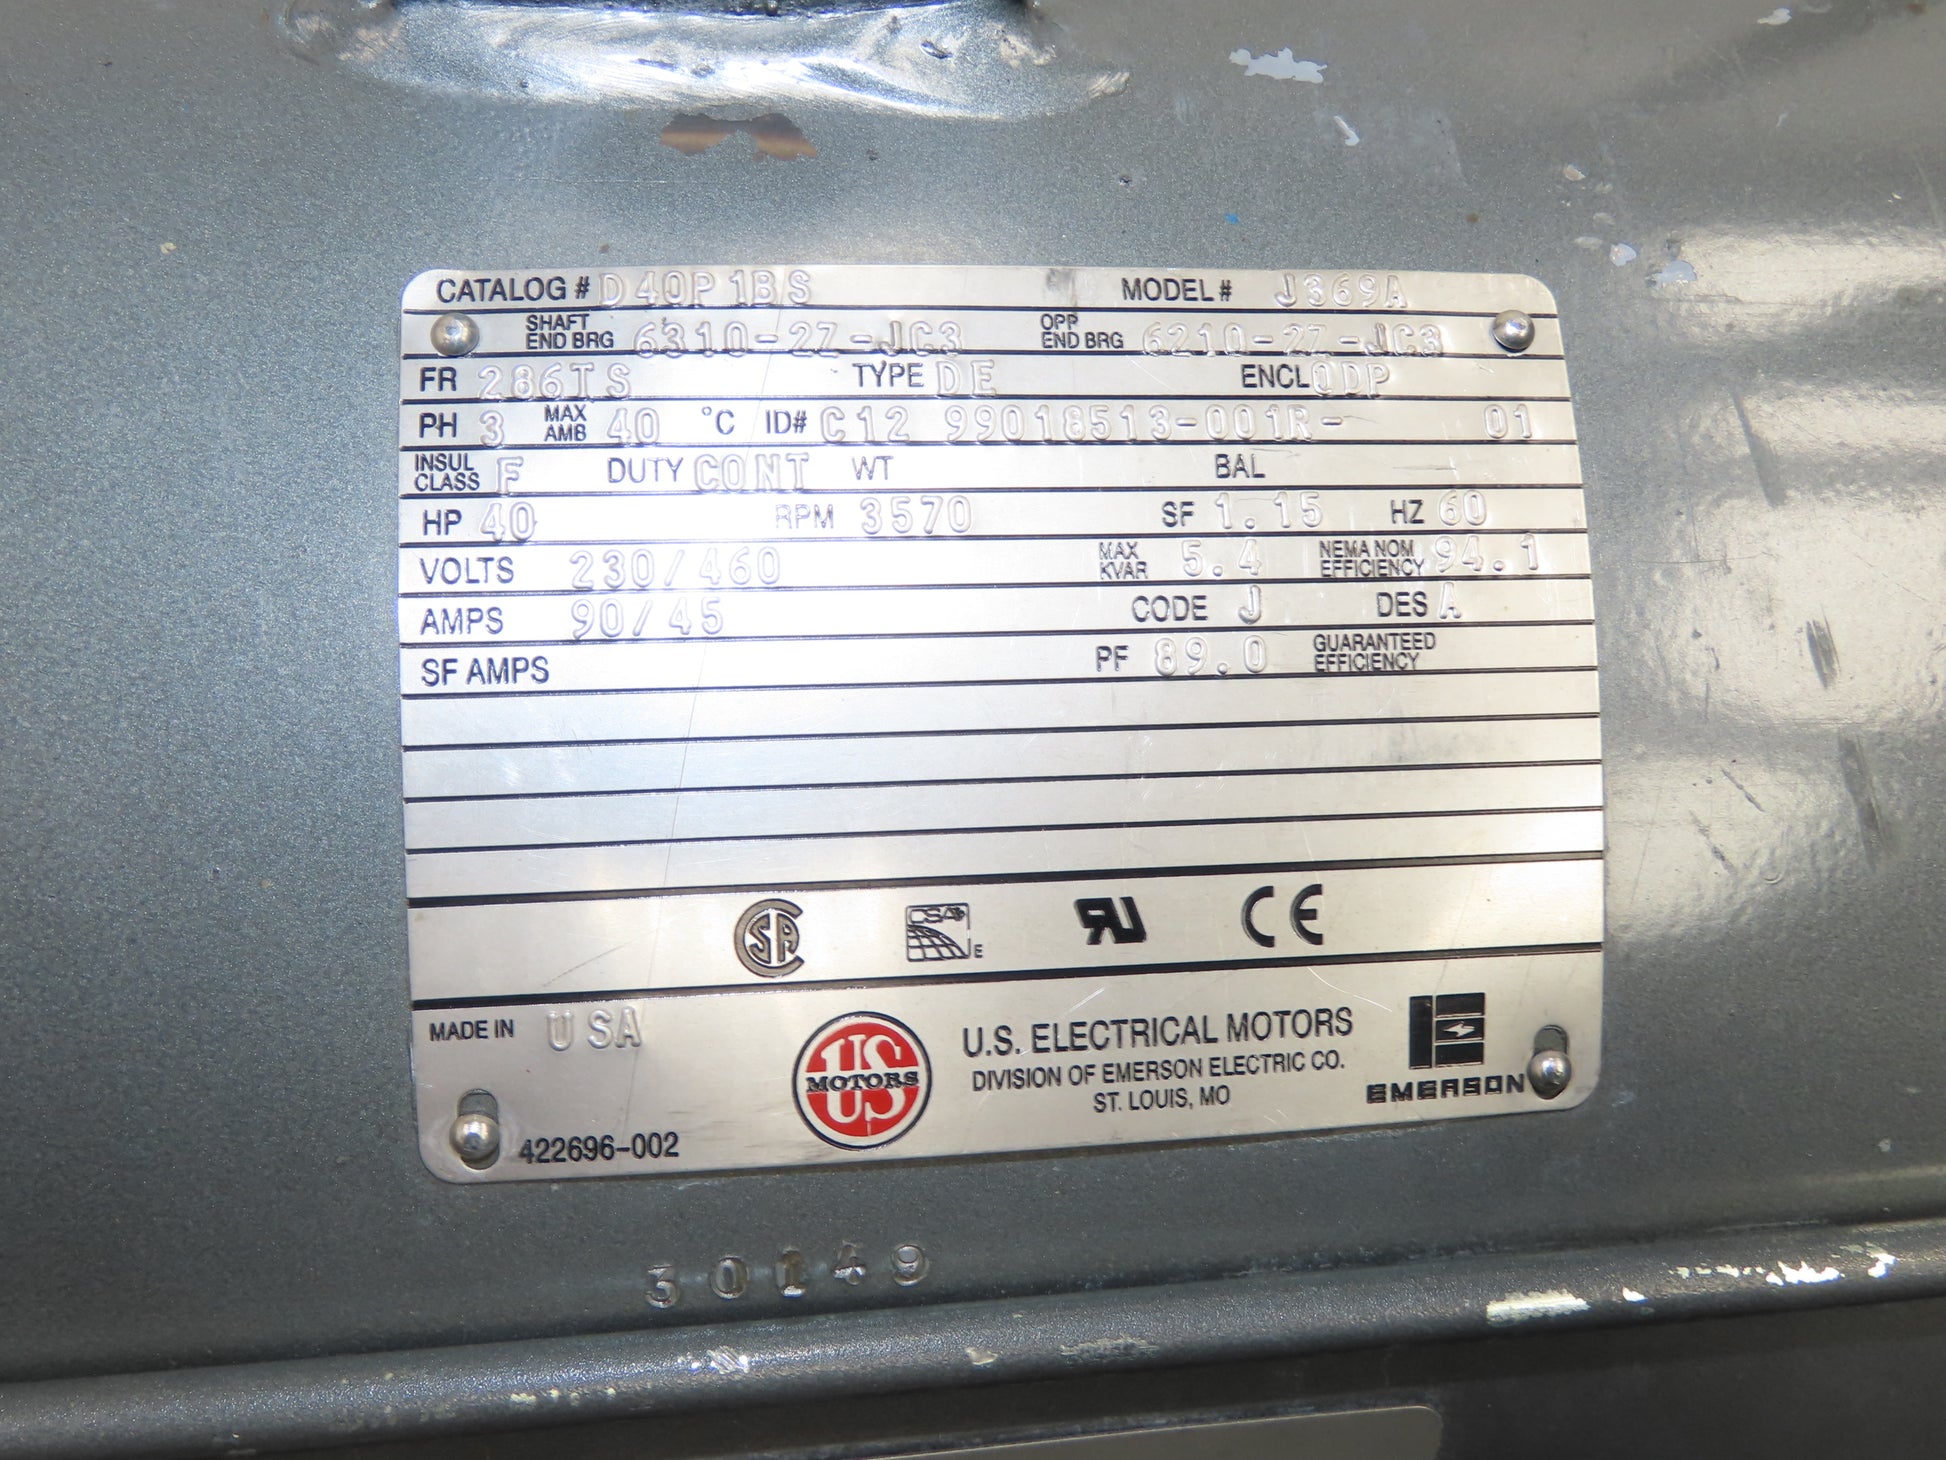 CATALOG # D40P1BS MODEL # J369A
SHAFT END BRG 6310-2Z-JC3 OPP END BRG 6210-2Z-JC3
FR 286TS TYPE DE ENCL ODP
PH 3 MAX AMB 40 °C ID# C12 99018513-001R- 01
INSUL CLASS F DUTY CONT WT BAL
HP 40 RPM 3570 SF 1.15 HZ 60
VOLTS 230/460 MAX KVAR 5.4 NEMA NOM EFFICIENCY 94.1
AMPS 90/45 CODE J DES A
SF AMPS PF 89.0 GUARANTEED EFFICIENCY
CSA CSA E RU CE
MADE IN USA
US MOTORS
U.S. ELECTRICAL MOTORS
DIVISION OF EMERSON ELECTRIC CO.
ST. LOUIS, MO
EMERSON
422696-002
30149